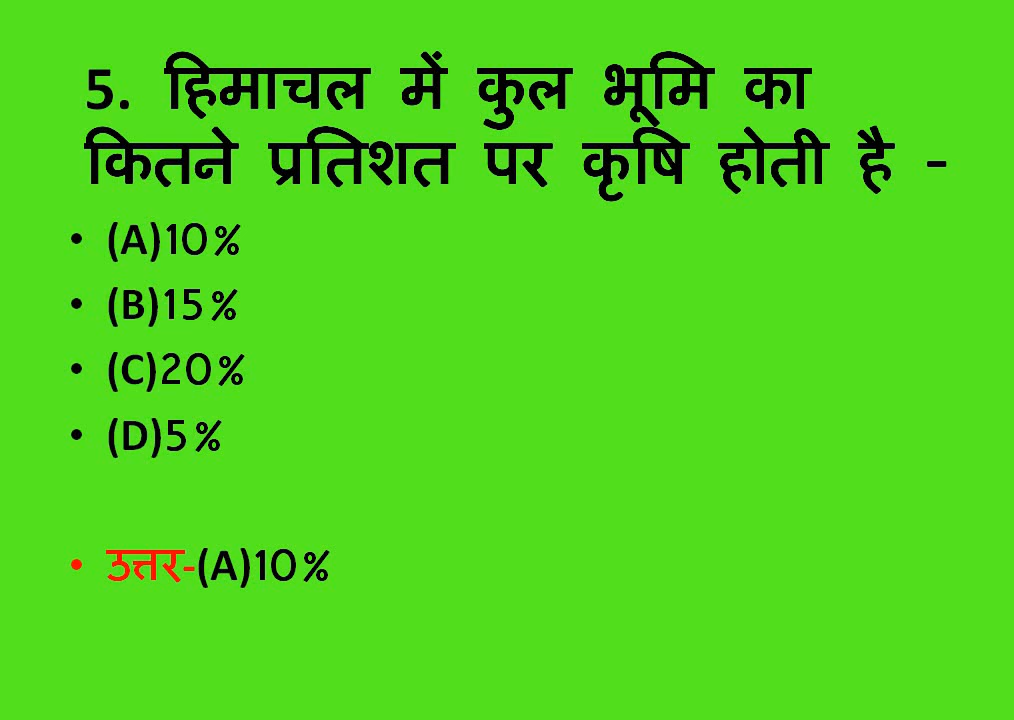 5. हिमाचल में कुल भूमि का
कितने प्रतिशत पर कृषि होती है -
• (A)10%
• (B)15%
• (C)20%
• (D)5%
• उत्तर-(A)10%